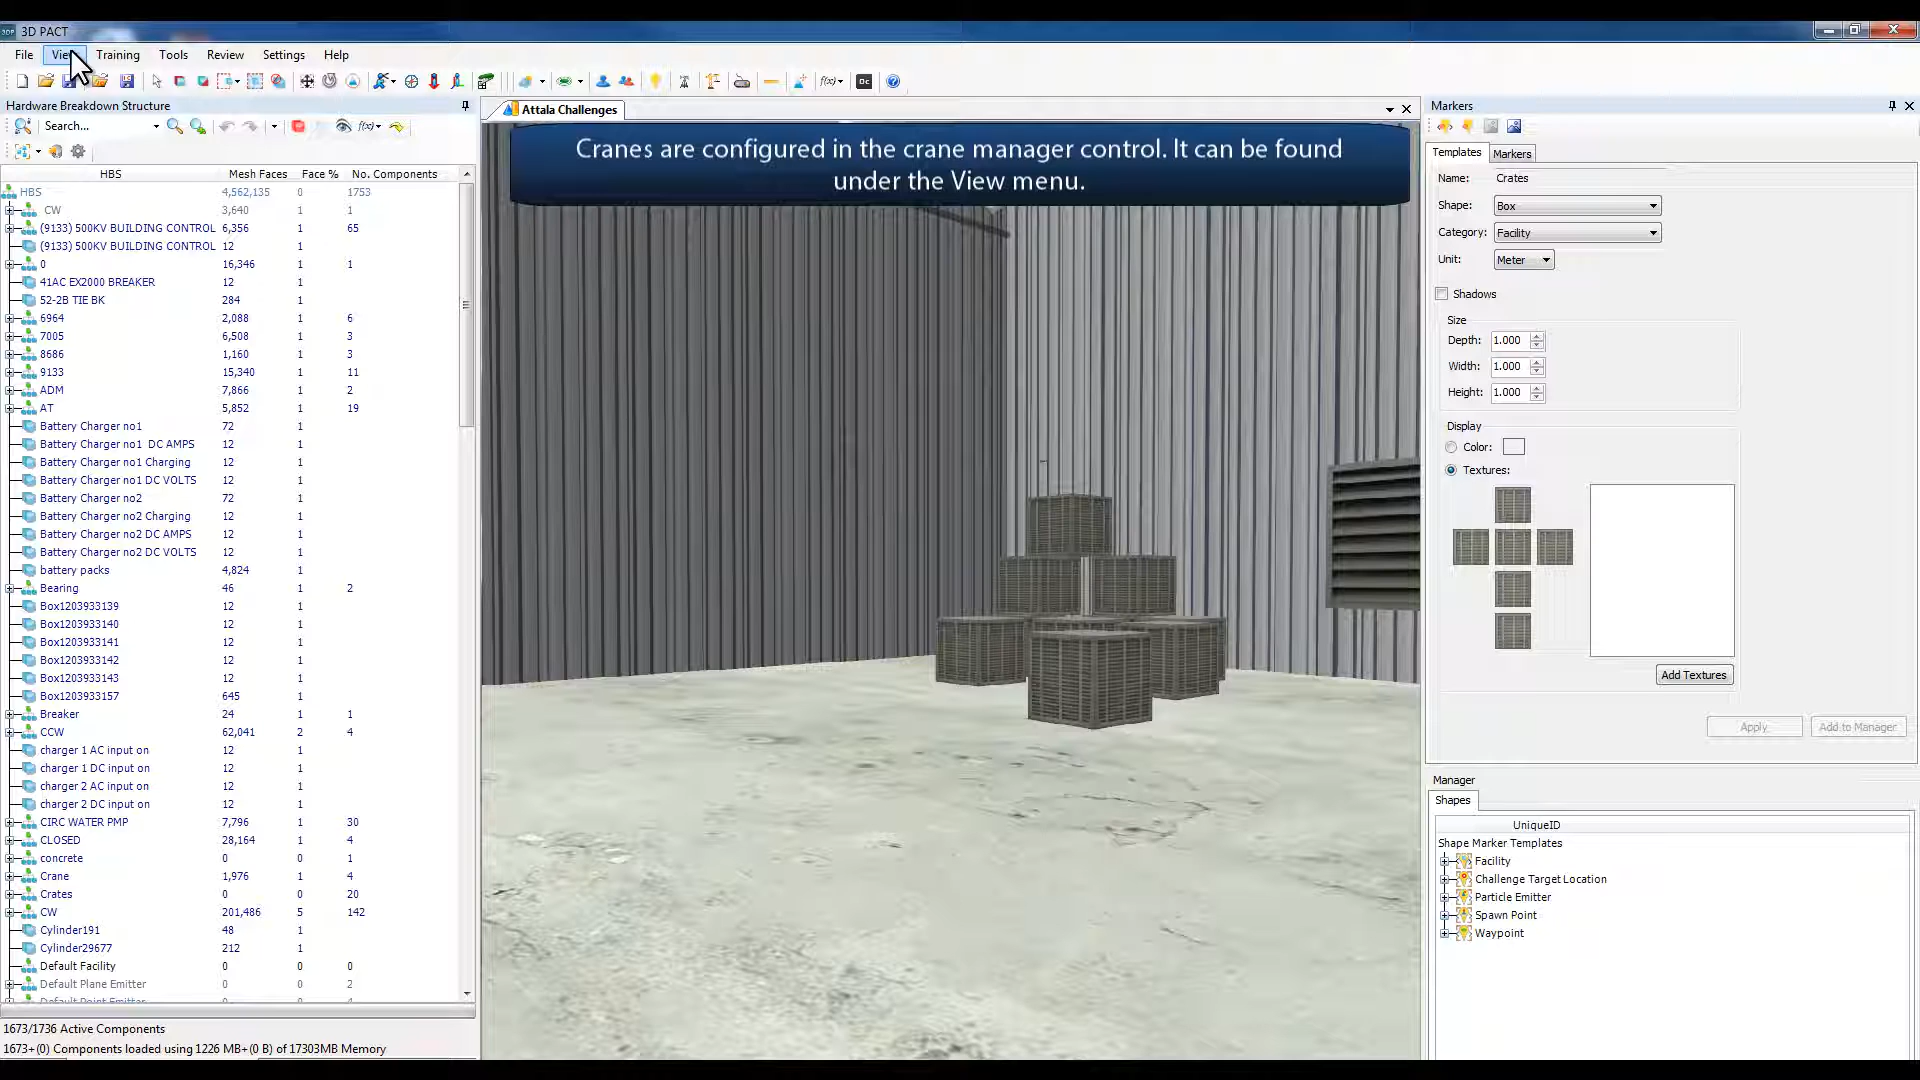 3D PACT
File View Training Tools Review Settings Help
Hardware Breakdown Structure
Search...
f(x)
HBS Mesh Faces Face % No. Components
HBS 4,562,135 0 1753
CW 3,640 1 1
(9133) 500KV BUILDING CONTROL 6,356 1 65
(9133) 500KV BUILDING CONTROL 12 1
0 16,346 1 1
41AC EX2000 BREAKER 12 1
52-2B TIE BK 284 1
6964 2,088 1 6
7005 6,508 1 3
8686 1,160 1 3
9133 15,340 1 11
ADM 7,866 1 2
AT 5,852 1 19
Battery Charger no1 72 1
Battery Charger no1 DC AMPS 12 1
Battery Charger no1 Charging 12 1
Battery Charger no1 DC VOLTS 12 1
Battery Charger no2 72 1
Battery Charger no2 Charging 12 1
Battery Charger no2 DC AMPS 12 1
Battery Charger no2 DC VOLTS 12 1
battery packs 4,824 1
Bearing 46 1 2
Box1203933139 12 1
Box1203933140 12 1
Box1203933141 12 1
Box1203933142 12 1
Box1203933143 12 1
Box1203933157 645 1
Breaker 24 1 1
CCW 62,041 2 4
charger 1 AC input on 12 1
charger 1 DC input on 12 1
charger 2 AC input on 12 1
charger 2 DC input on 12 1
CIRC WATER PMP 7,796 1 30
CLOSED 28,164 1 4
concrete 0 0 1
Crane 1,976 1 4
Crates 0 0 20
CW 201,486 5 142
Cylinder191 48 1
Cylinder29677 212 1
Default Facility 0 0 0
Default Plane Emitter 0 0 2
Default Point Emitter 0 0 4
1673/1736 Active Components
1673+(0) Components loaded using 1226 MB+(0 B) of 17303MB Memory
f(x) Dc
Attala Challenges
Cranes are configured in the crane manager control. It can be found
under the View menu.
Markers
Templates Markers
Name: Crates
Shape: Box
Category: Facility
Unit: Meter
Shadows
Size
Depth: 1.000
Width: 1.000
Height: 1.000
Display
Color:
Textures:
Add Textures
Apply Add to Manager
Manager
Shapes
UniqueID
Shape Marker Templates
Facility
Challenge Target Location
Particle Emitter
Spawn Point
Waypoint